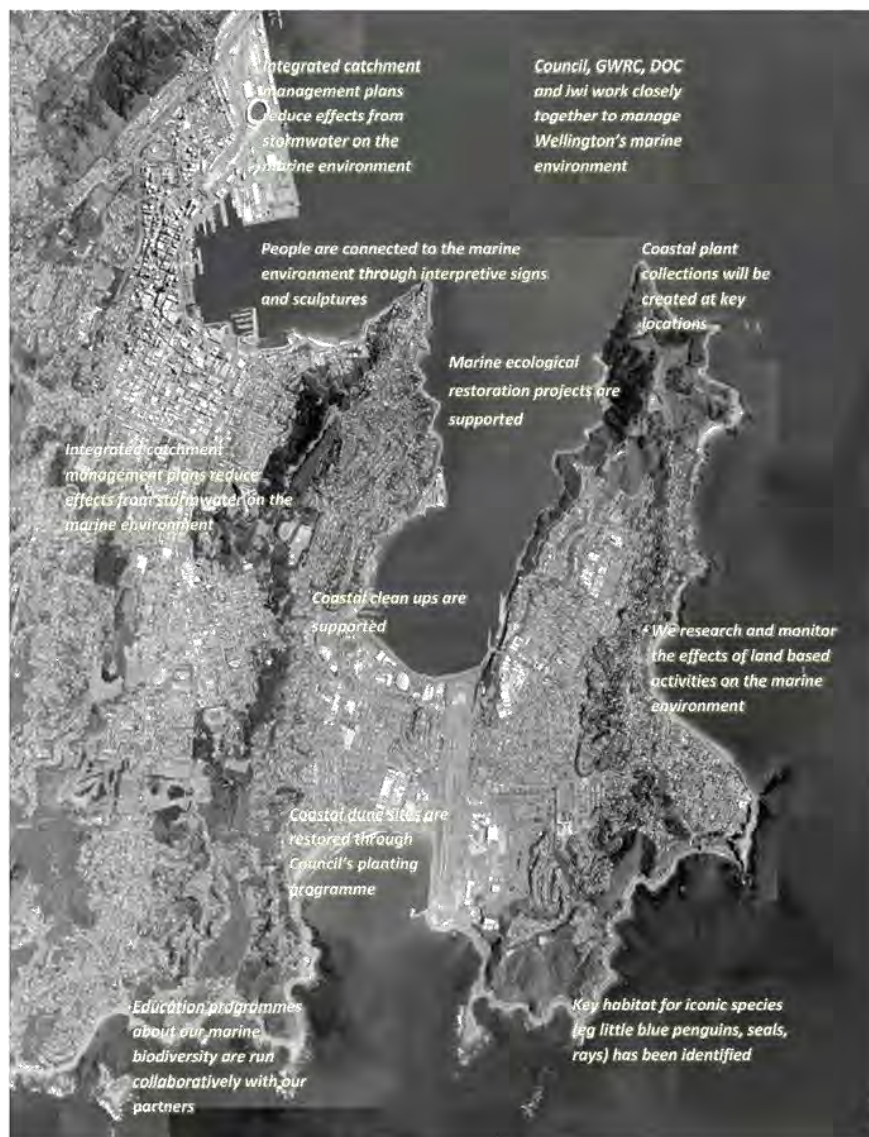 Integrated catchment
management plans
reduce effects from
stormwater on the
marine environment
Council, GWRC, DOC
and iwi work closely
together to manage
Wellington's marine
environment
People are connected to the marine
environment through interpretive signs
and sculptures
Coastal plant
collections will be
created at key
locations
Marine ecological
restoration projects are
supported
Integrated catchment
management plans reduce
effects from stormwater on the
marine environment
Coastal clean ups are
supported
We research and monitor
the effects of land based
activities on the marine
environment
Coastal dune sites are
restored through
Council's planting
programme
Education programmes
about our marine
biodiversity are run
collaboratively with our
partners
Key habitat for iconic species
(eg little blue penguins, seals,
rays) has been identified